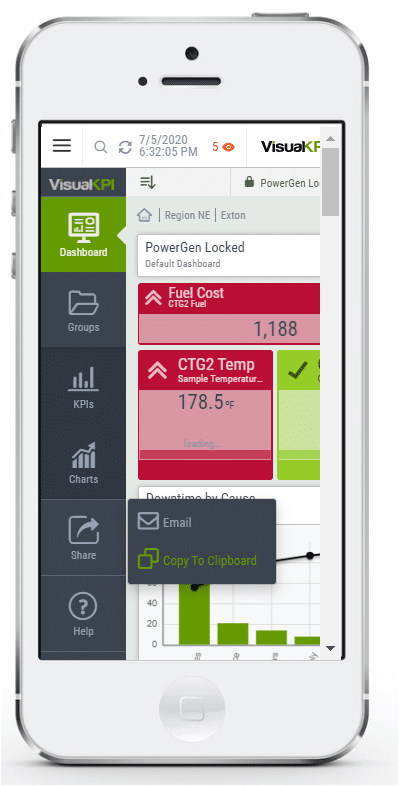 7/5/2020
6:32:05 PM
5
VisualKP
VisualKPI
PowerGen Lo
Region NE
Exton
Dashboard
PowerGen Locked
Default Dashboard
Groups
Fuel Cost
CTG2 Fuel
1,188
KPIs
CTG2 Temp
Sample Temperatur...
178.5 °F
loading...
Charts
Downtime by Cause
Share
Email
Copy To Clipboard
Help
60
40
20
0